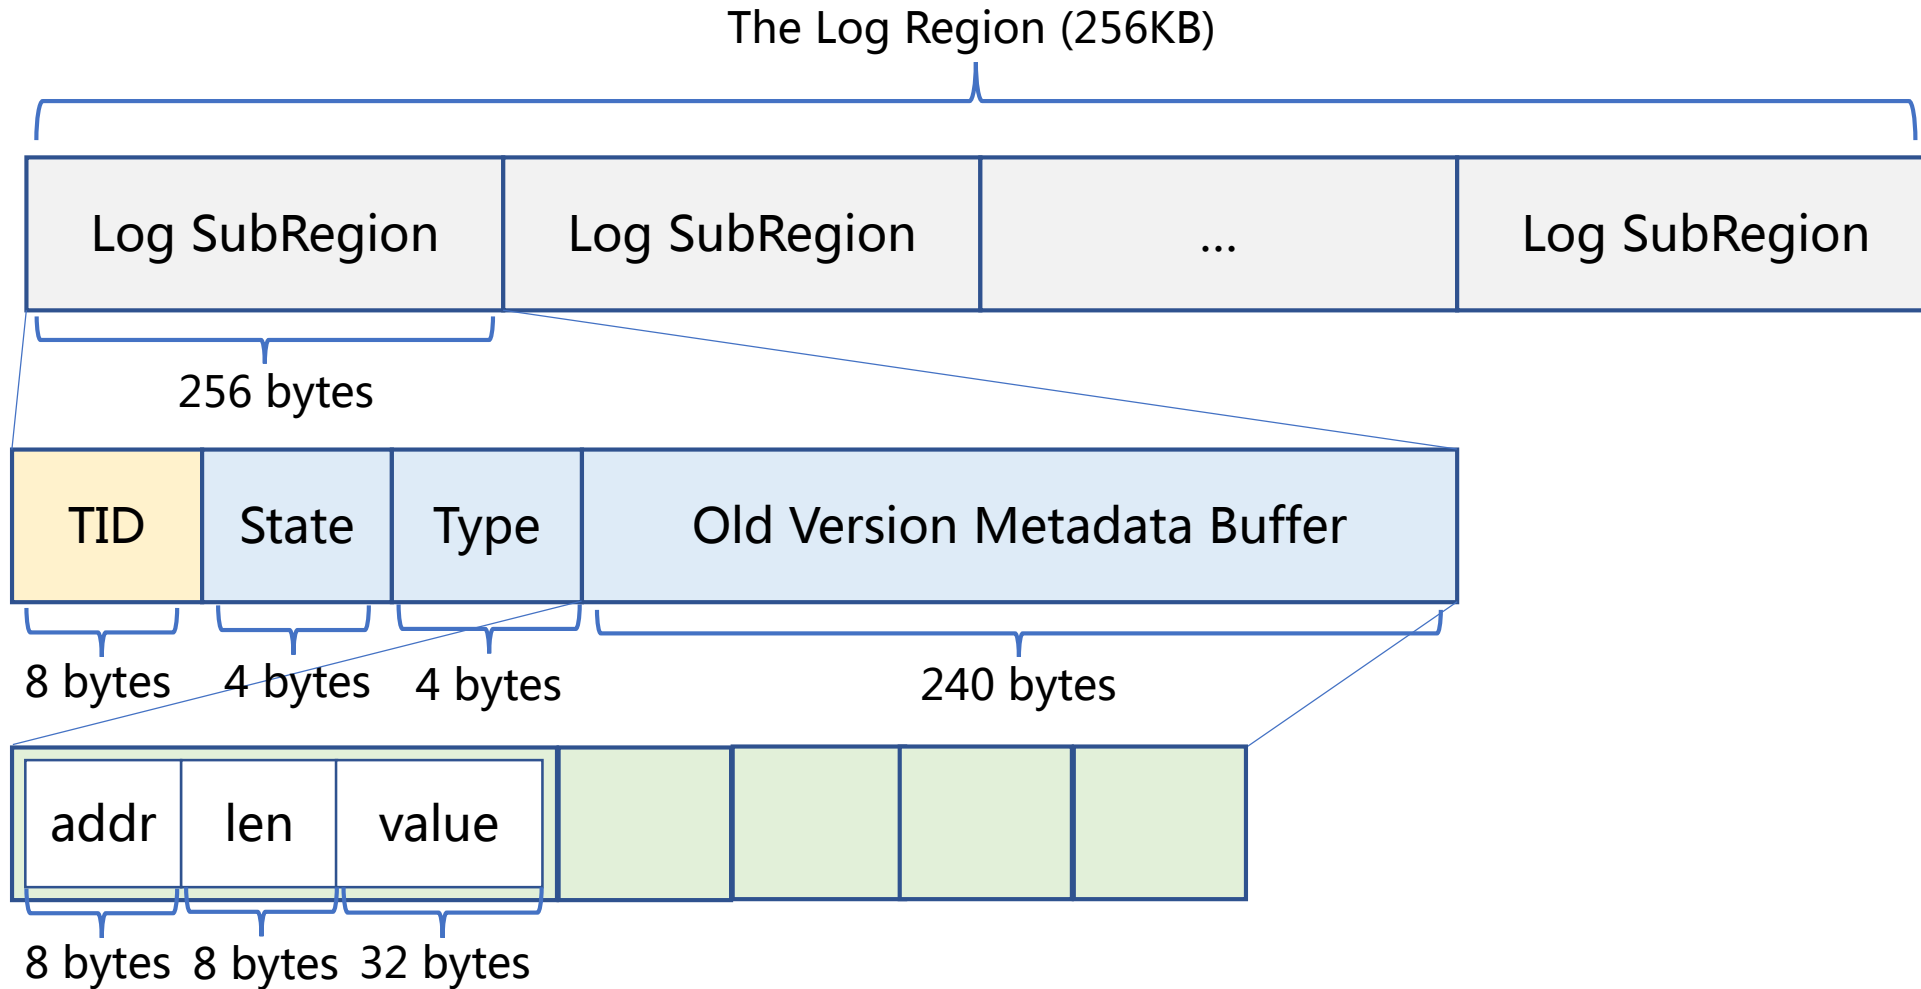 The Log Region (256KB)
Log SubRegion Log SubRegion ... Log SubRegion
256 bytes
TID State Type Old Version Metadata Buffer
8 bytes 4 bytes 4 bytes 240 bytes
addr len value
8 bytes 8 bytes 32 bytes